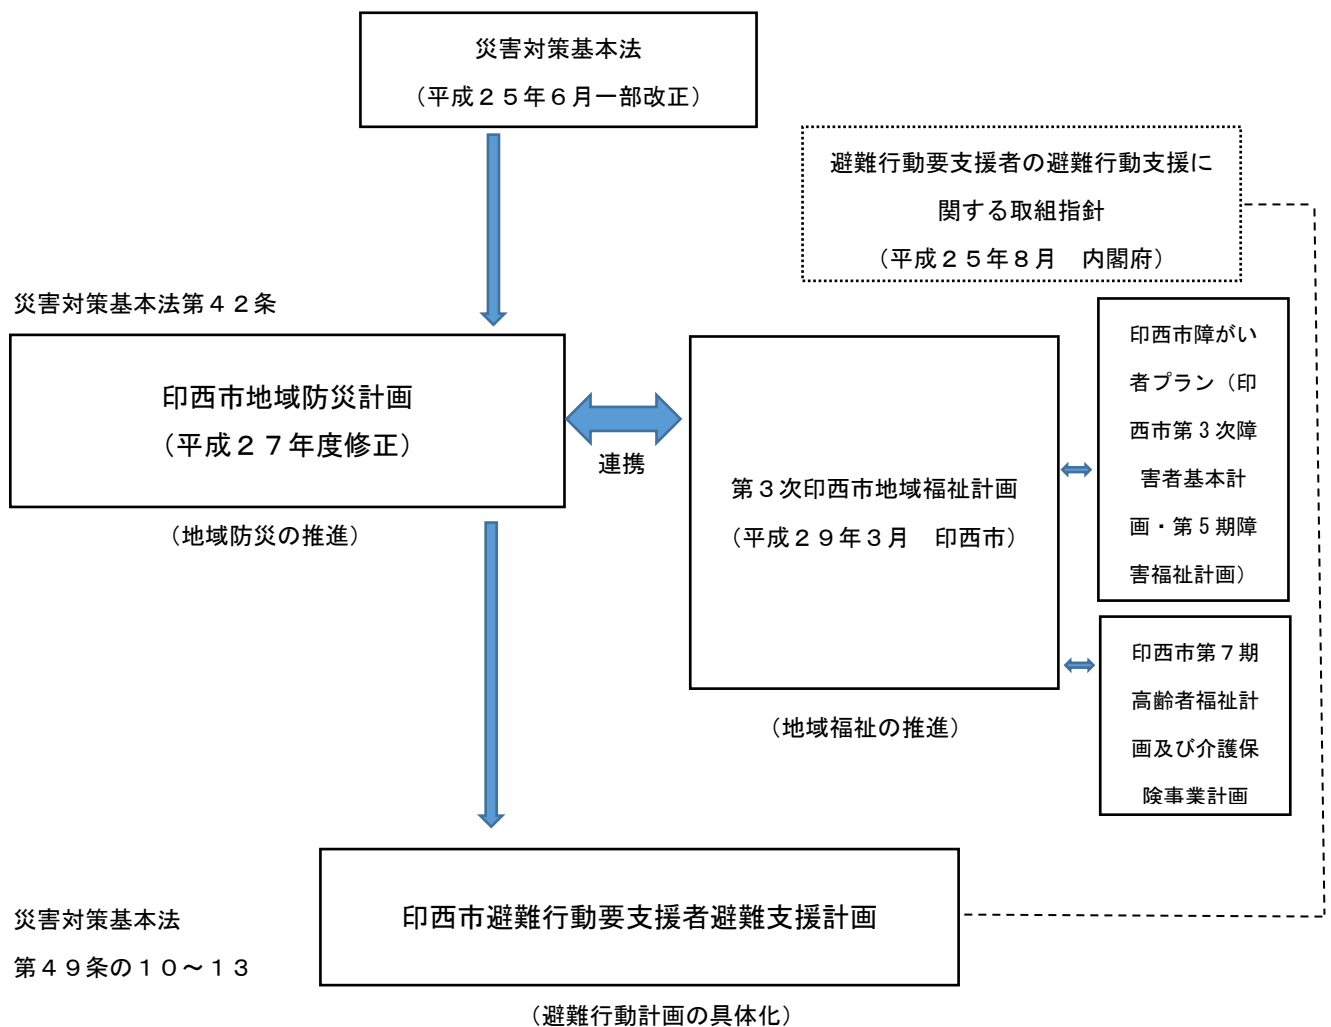 災害対策基本法
（平成２５年６月一部改正）
避難行動要支援者の避難行動支援に
関する取組指針
（平成２５年８月　内閣府）
災害対策基本法第４２条
印西市地域防災計画
（平成２７年度修正）
（地域防災の推進）
連携
第３次印西市地域福祉計画
（平成２９年３月　印西市）
（地域福祉の推進）
印西市障がい
者プラン（印
西市第３次障
害者基本計
画・第５期障
害福祉計画）
印西市第７期
高齢者福祉計
画及び介護保
険事業計画
災害対策基本法
第４９条の１０～１３
印西市避難行動要支援者避難支援計画
（避難行動計画の具体化）